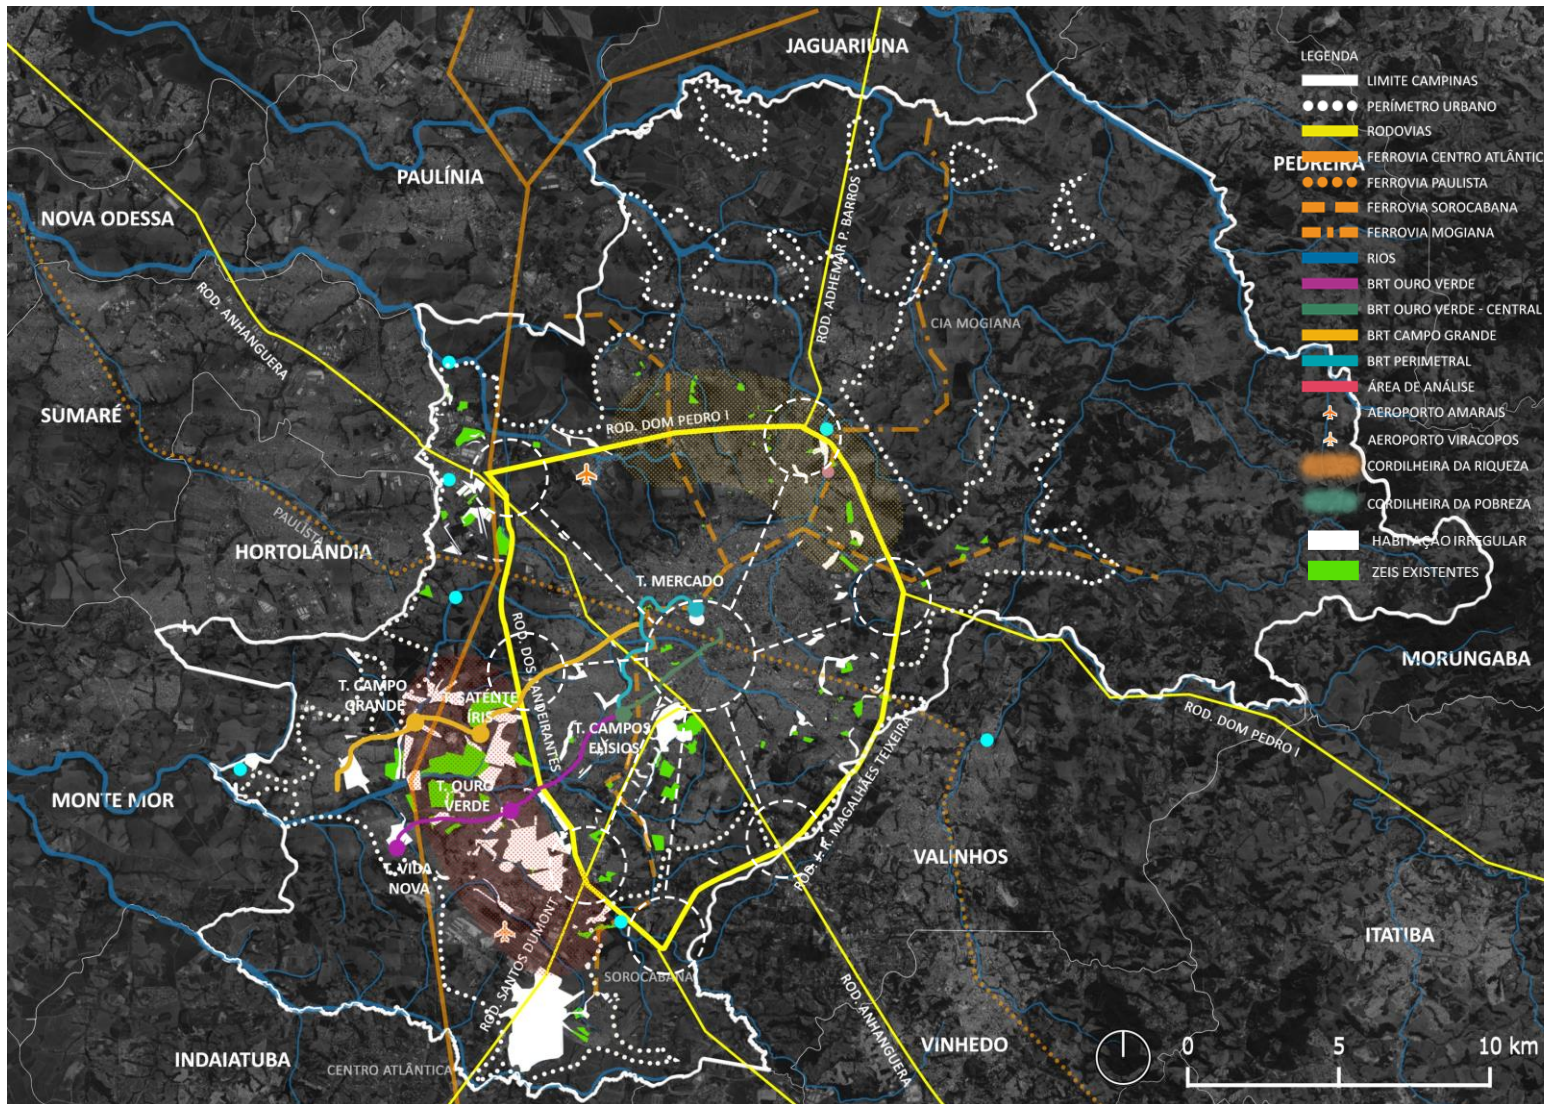 JAGUARIUNA
PAULÍNIA
NOVA ODESSA
SUMARÉ
HORTOLÂNDIA
MONTE MOR
INDAIATUBA
VALINHOS
VINHEDO
ITATIBA
MORUNGABA
PEDREIRA
ROD. ANHANGUERA
ROD. ADHEMAR P. BARROS
ROD. DOM PEDRO I
CIA MOGIANA
PAULISTA
T. MERCADO
ROD. DOS BANDEIRANTES
T. CAMPO
GRANDE
T. SATÉLITE
ÍRIS
T. CAMPOS
ELÍSIOS
T. OURO
VERDE
T. VIDA
NOVA
ROD. SANTOS DUMONT
SOROCABANA
CENTRO ATLÂNTICA
ROD. J. R. MAGALHÃES TEIXEIRA
ROD. DOM PEDRO I
ROD. ANHANGUERA
LEGENDA
LIMITE CAMPINAS
PERÍMETRO URBANO
RODOVIAS
FERROVIA CENTRO ATLÂNTIC
FERROVIA PAULISTA
FERROVIA SOROCABANA
FERROVIA MOGIANA
RIOS
BRT OURO VERDE
BRT OURO VERDE - CENTRAL
BRT CAMPO GRANDE
BRT PERIMETRAL
ÁREA DE ANÁLISE
AEROPORTO AMARAIS
AEROPORTO VIRACOPOS
CORDILHEIRA DA RIQUEZA
CORDILHEIRA DA POBREZA
HABITAÇÃO IRREGULAR
ZEIS EXISTENTES
0 5 10 km